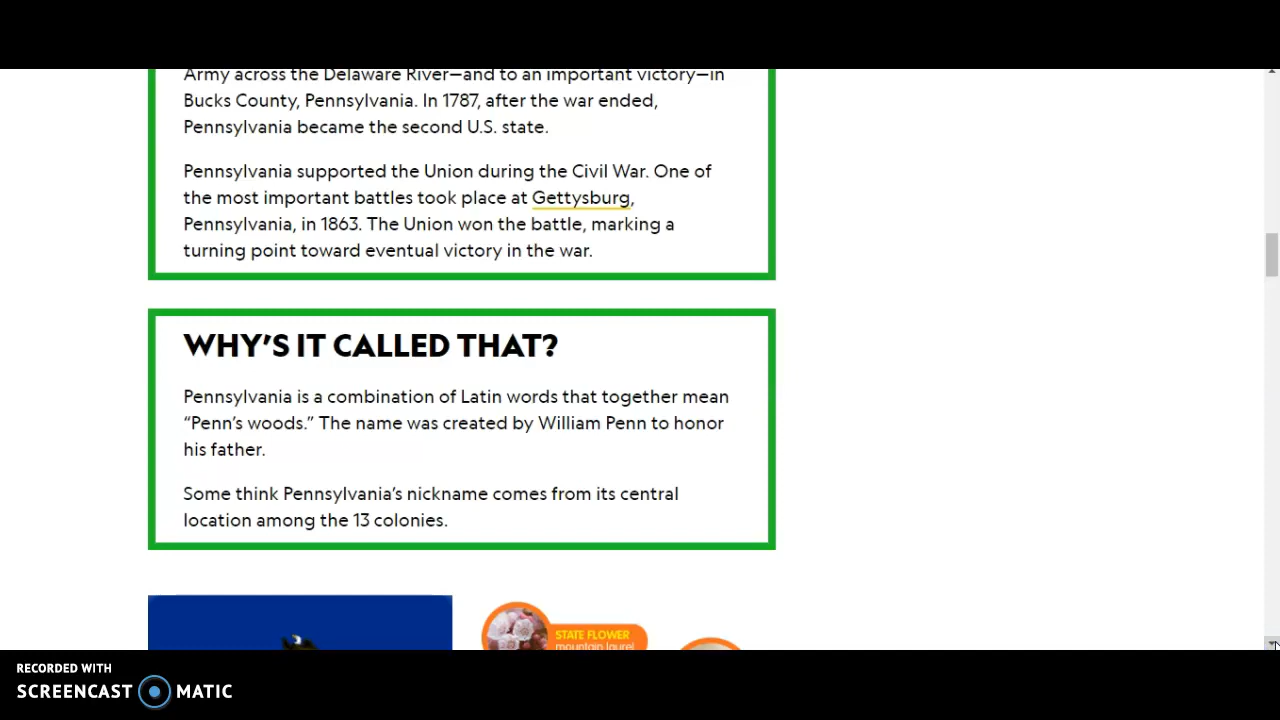 Army across the Delaware River—and to an important victory—in
Bucks County, Pennsylvania. In 1787, after the war ended,
Pennsylvania became the second U.S. state.
Pennsylvania supported the Union during the Civil War. One of
the most important battles took place at Gettysburg,
Pennsylvania, in 1863. The Union won the battle, marking a
turning point toward eventual victory in the war.
WHY'S IT CALLED THAT?
Pennsylvania is a combination of Latin words that together mean
“Penn’s woods.” The name was created by William Penn to honor
his father.
Some think Pennsylvania’s nickname comes from its central
location among the 13 colonies.
STATE FLOWER
mountain laurel
RECORDED WITH
SCREENCAST MATIC